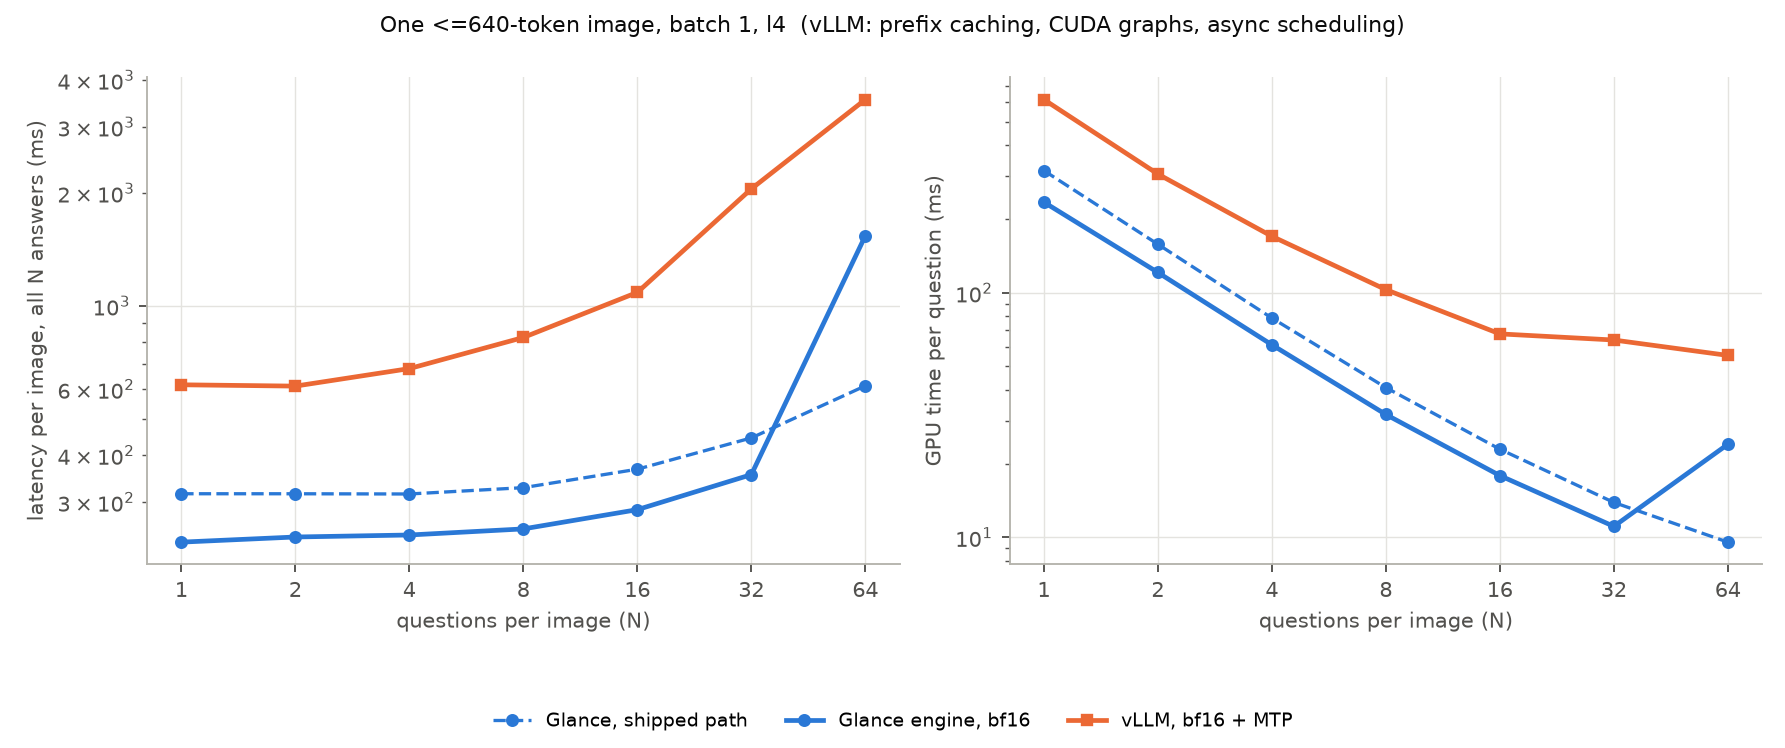 One <=640-token image, batch 1, l4  (vLLM: prefix caching, CUDA graphs, async scheduling)
latency per image, all N answers (ms)
4 × 10³
3 × 10³
2 × 10³
10³
6 × 10²
4 × 10²
3 × 10²
1 2 4 8 16 32 64
questions per image (N)
GPU time per question (ms)
10²
10¹
1 2 4 8 16 32 64
questions per image (N)
Glance, shipped path
Glance engine, bf16
vLLM, bf16 + MTP